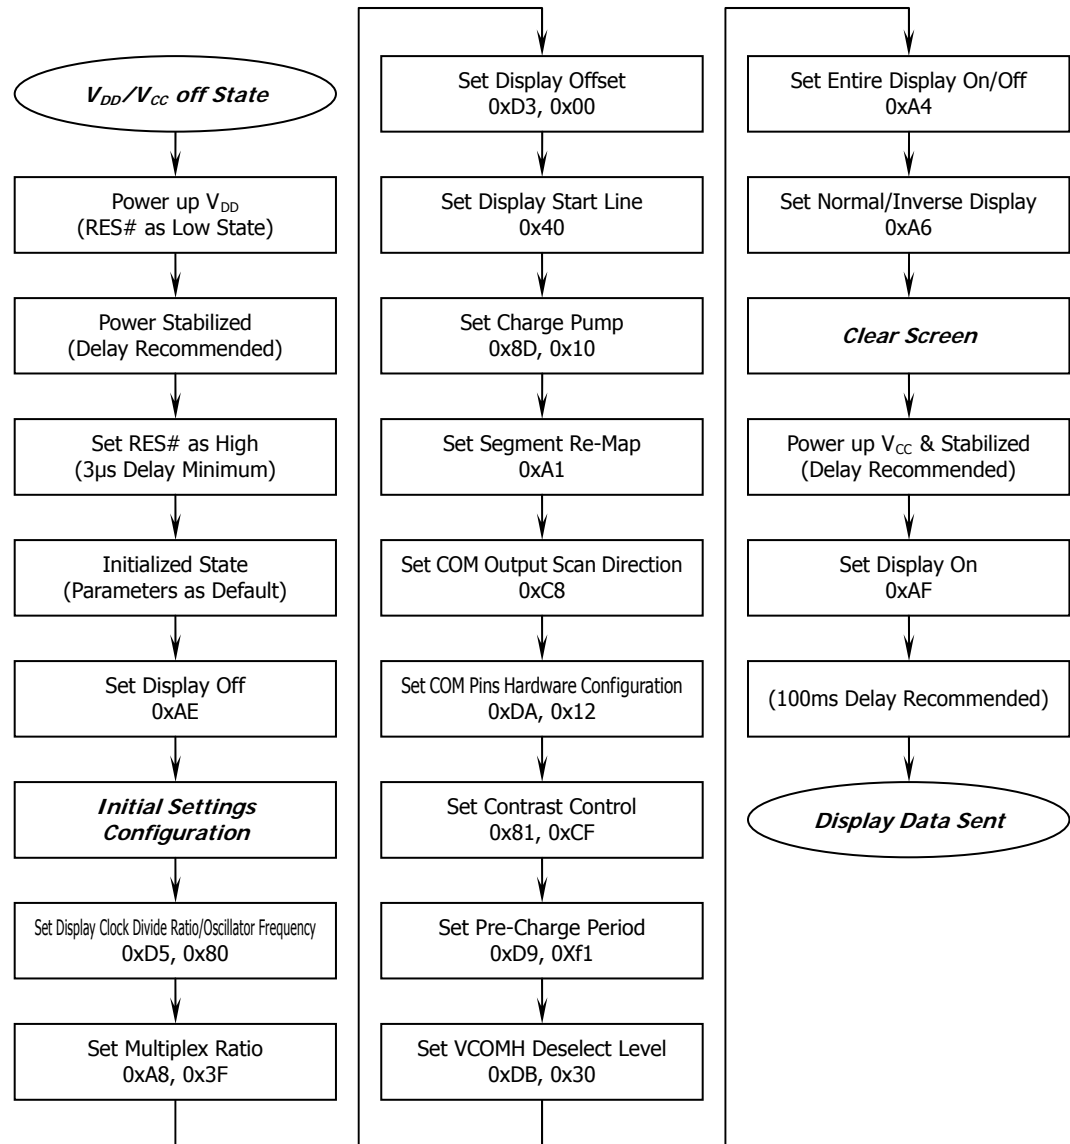 VDD/VCC off State
Power up VDD
(RES# as Low State)
Power Stabilized
(Delay Recommended)
Set RES# as High
(3μs Delay Minimum)
Initialized State
(Parameters as Default)
Set Display Off
0xAE
Initial Settings
Configuration
Set Display Clock Divide Ratio/Oscillator Frequency
0xD5, 0x80
Set Multiplex Ratio
0xA8, 0x3F
Set Display Offset
0xD3, 0x00
Set Display Start Line
0x40
Set Charge Pump
0x8D, 0x10
Set Segment Re-Map
0xA1
Set COM Output Scan Direction
0xC8
Set COM Pins Hardware Configuration
0xDA, 0x12
Set Contrast Control
0x81, 0xCF
Set Pre-Charge Period
0xD9, 0Xf1
Set VCOMH Deselect Level
0xDB, 0x30
Set Entire Display On/Off
0xA4
Set Normal/Inverse Display
0xA6
Clear Screen
Power up VCC & Stabilized
(Delay Recommended)
Set Display On
0xAF
(100ms Delay Recommended)
Display Data Sent